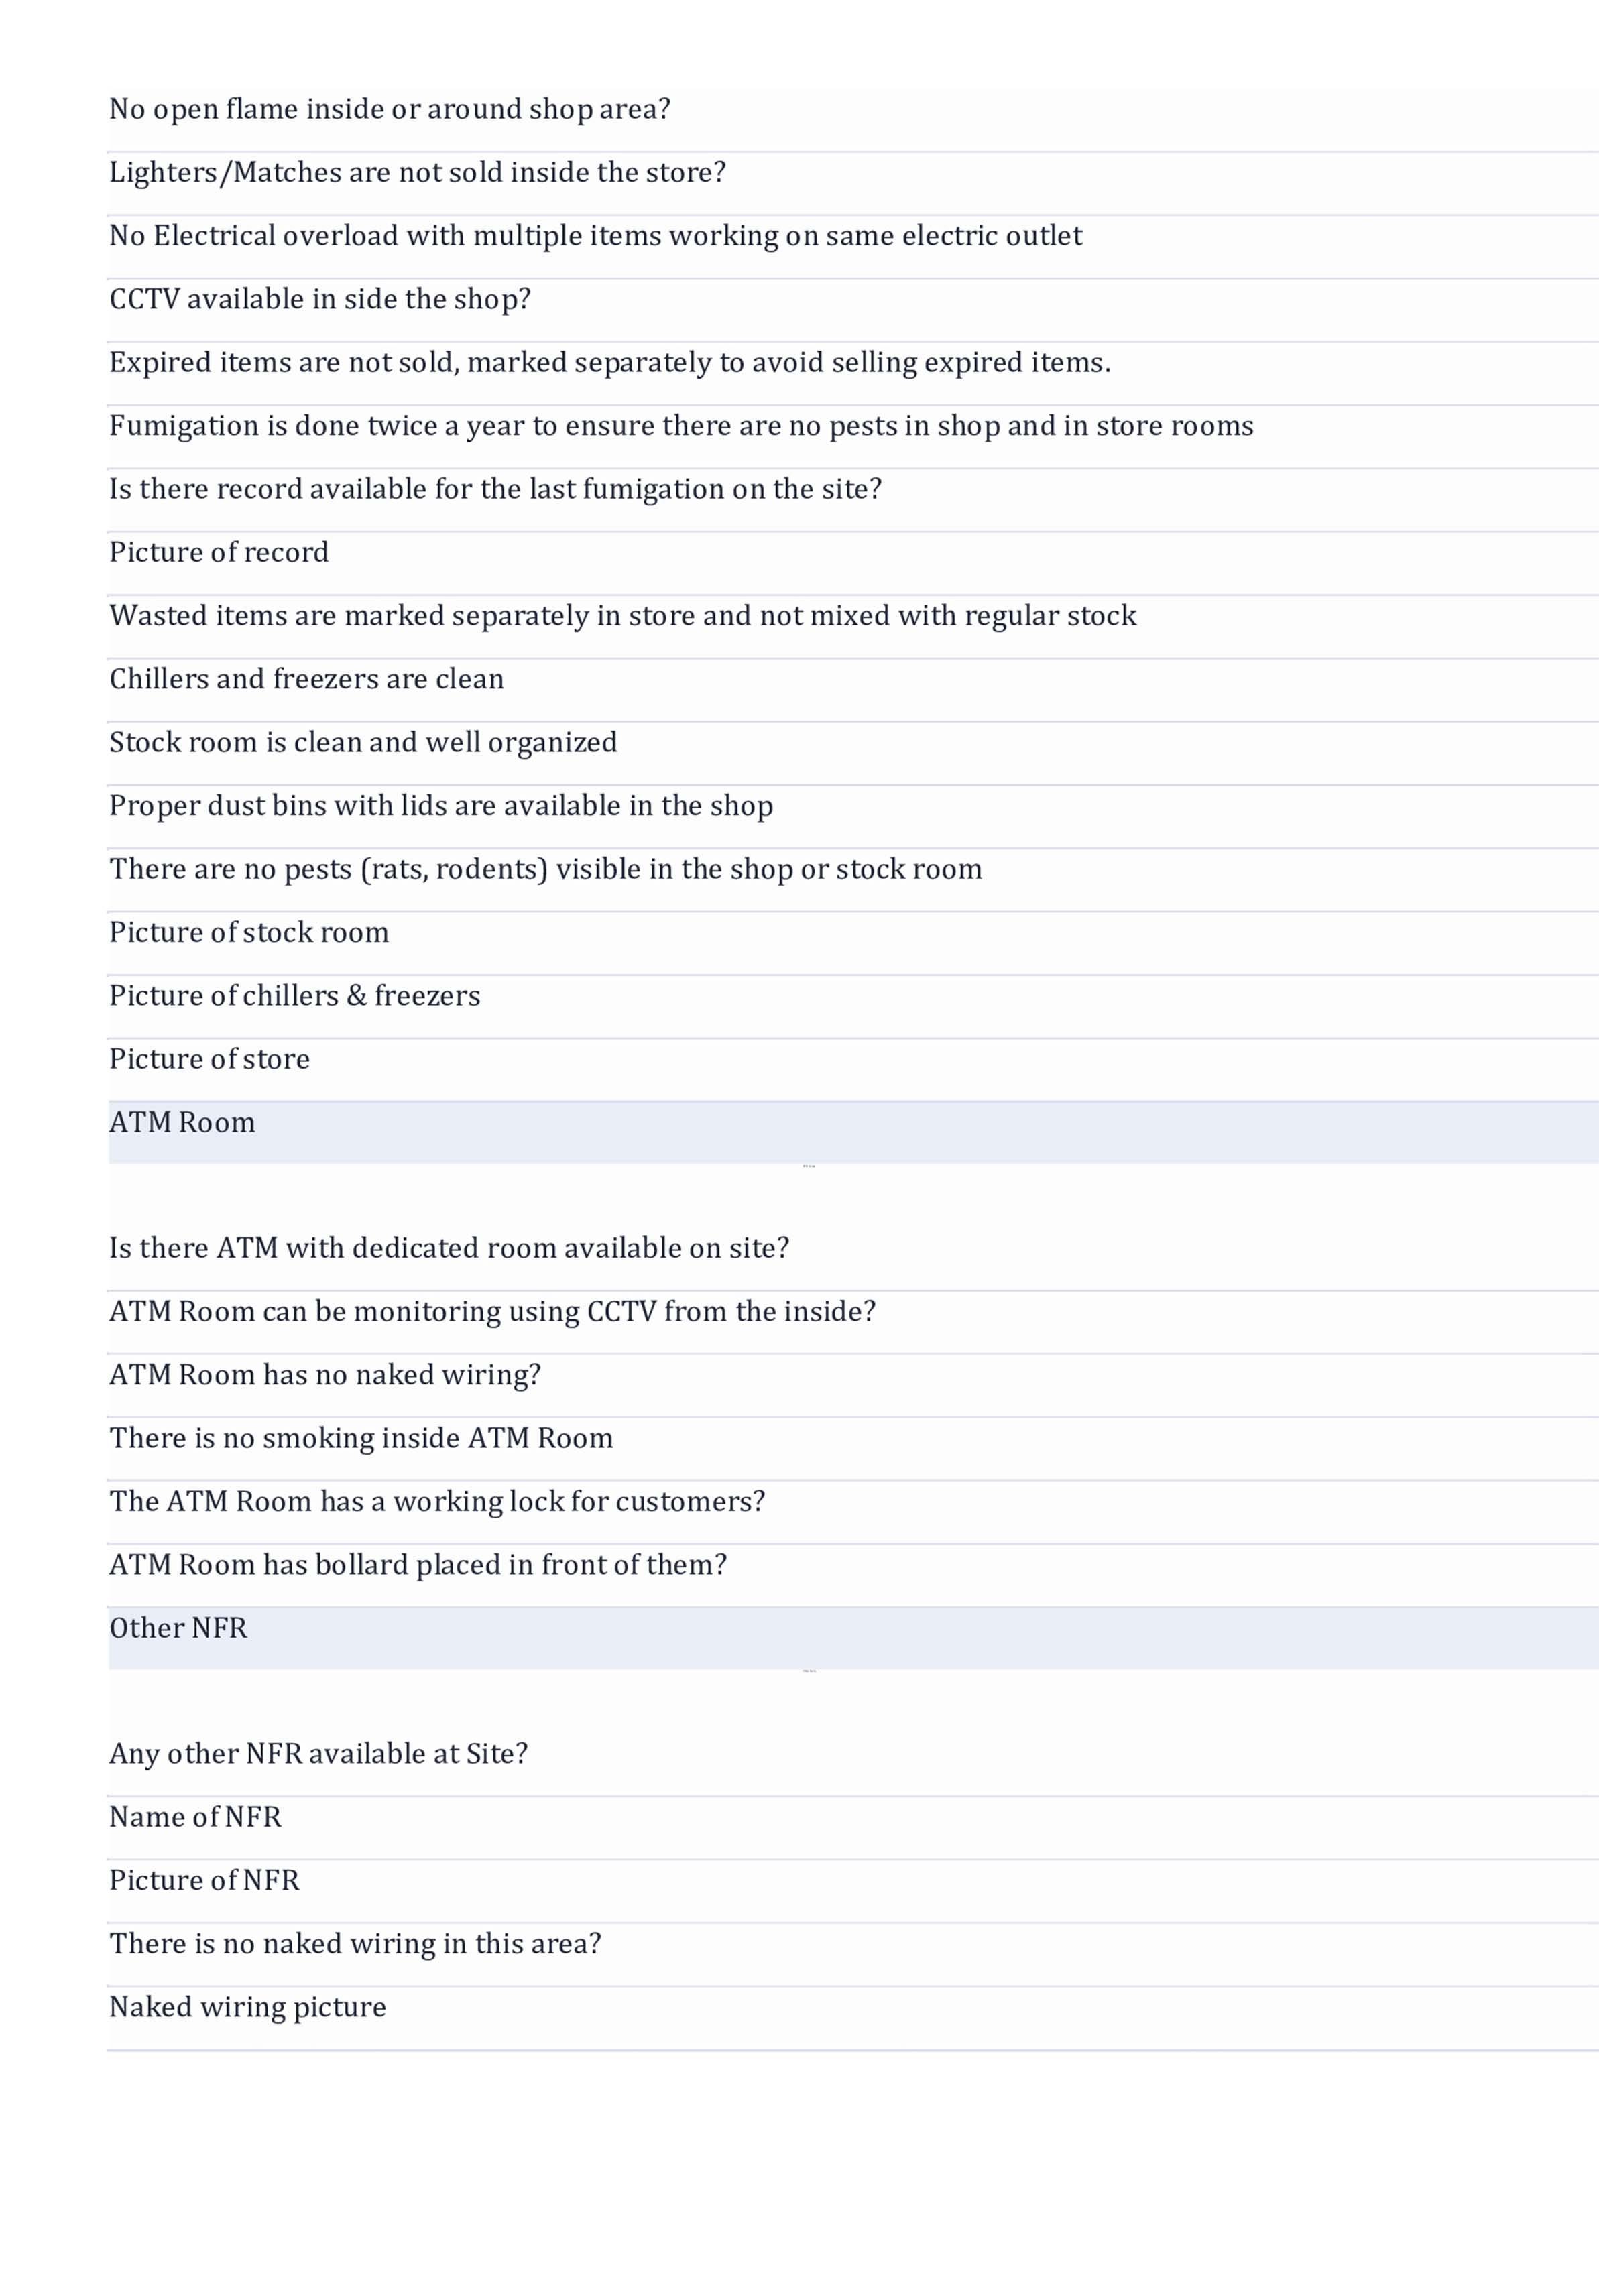 No open flame inside or around shop area?
Lighters/Matches are not sold inside the store?
No Electrical overload with multiple items working on same electric outlet
CCTV available in side the shop?
Expired items are not sold, marked separately to avoid selling expired items.
Fumigation is done twice a year to ensure there are no pests in shop and in store rooms
Is there record available for the last fumigation on the site?
Picture of record
Wasted items are marked separately in store and not mixed with regular stock
Chillers and freezers are clean
Stock room is clean and well organized
Proper dust bins with lids are available in the shop
There are no pests (rats, rodents) visible in the shop or stock room
Picture of stock room
Picture of chillers & freezers
Picture of store
ATM Room
Is there ATM with dedicated room available on site?
ATM Room can be monitoring using CCTV from the inside?
ATM Room has no naked wiring?
There is no smoking inside ATM Room
The ATM Room has a working lock for customers?
ATM Room has bollard placed in front of them?
Other NFR
Any other NFR available at Site?
Name of NFR
Picture of NFR
There is no naked wiring in this area?
Naked wiring picture